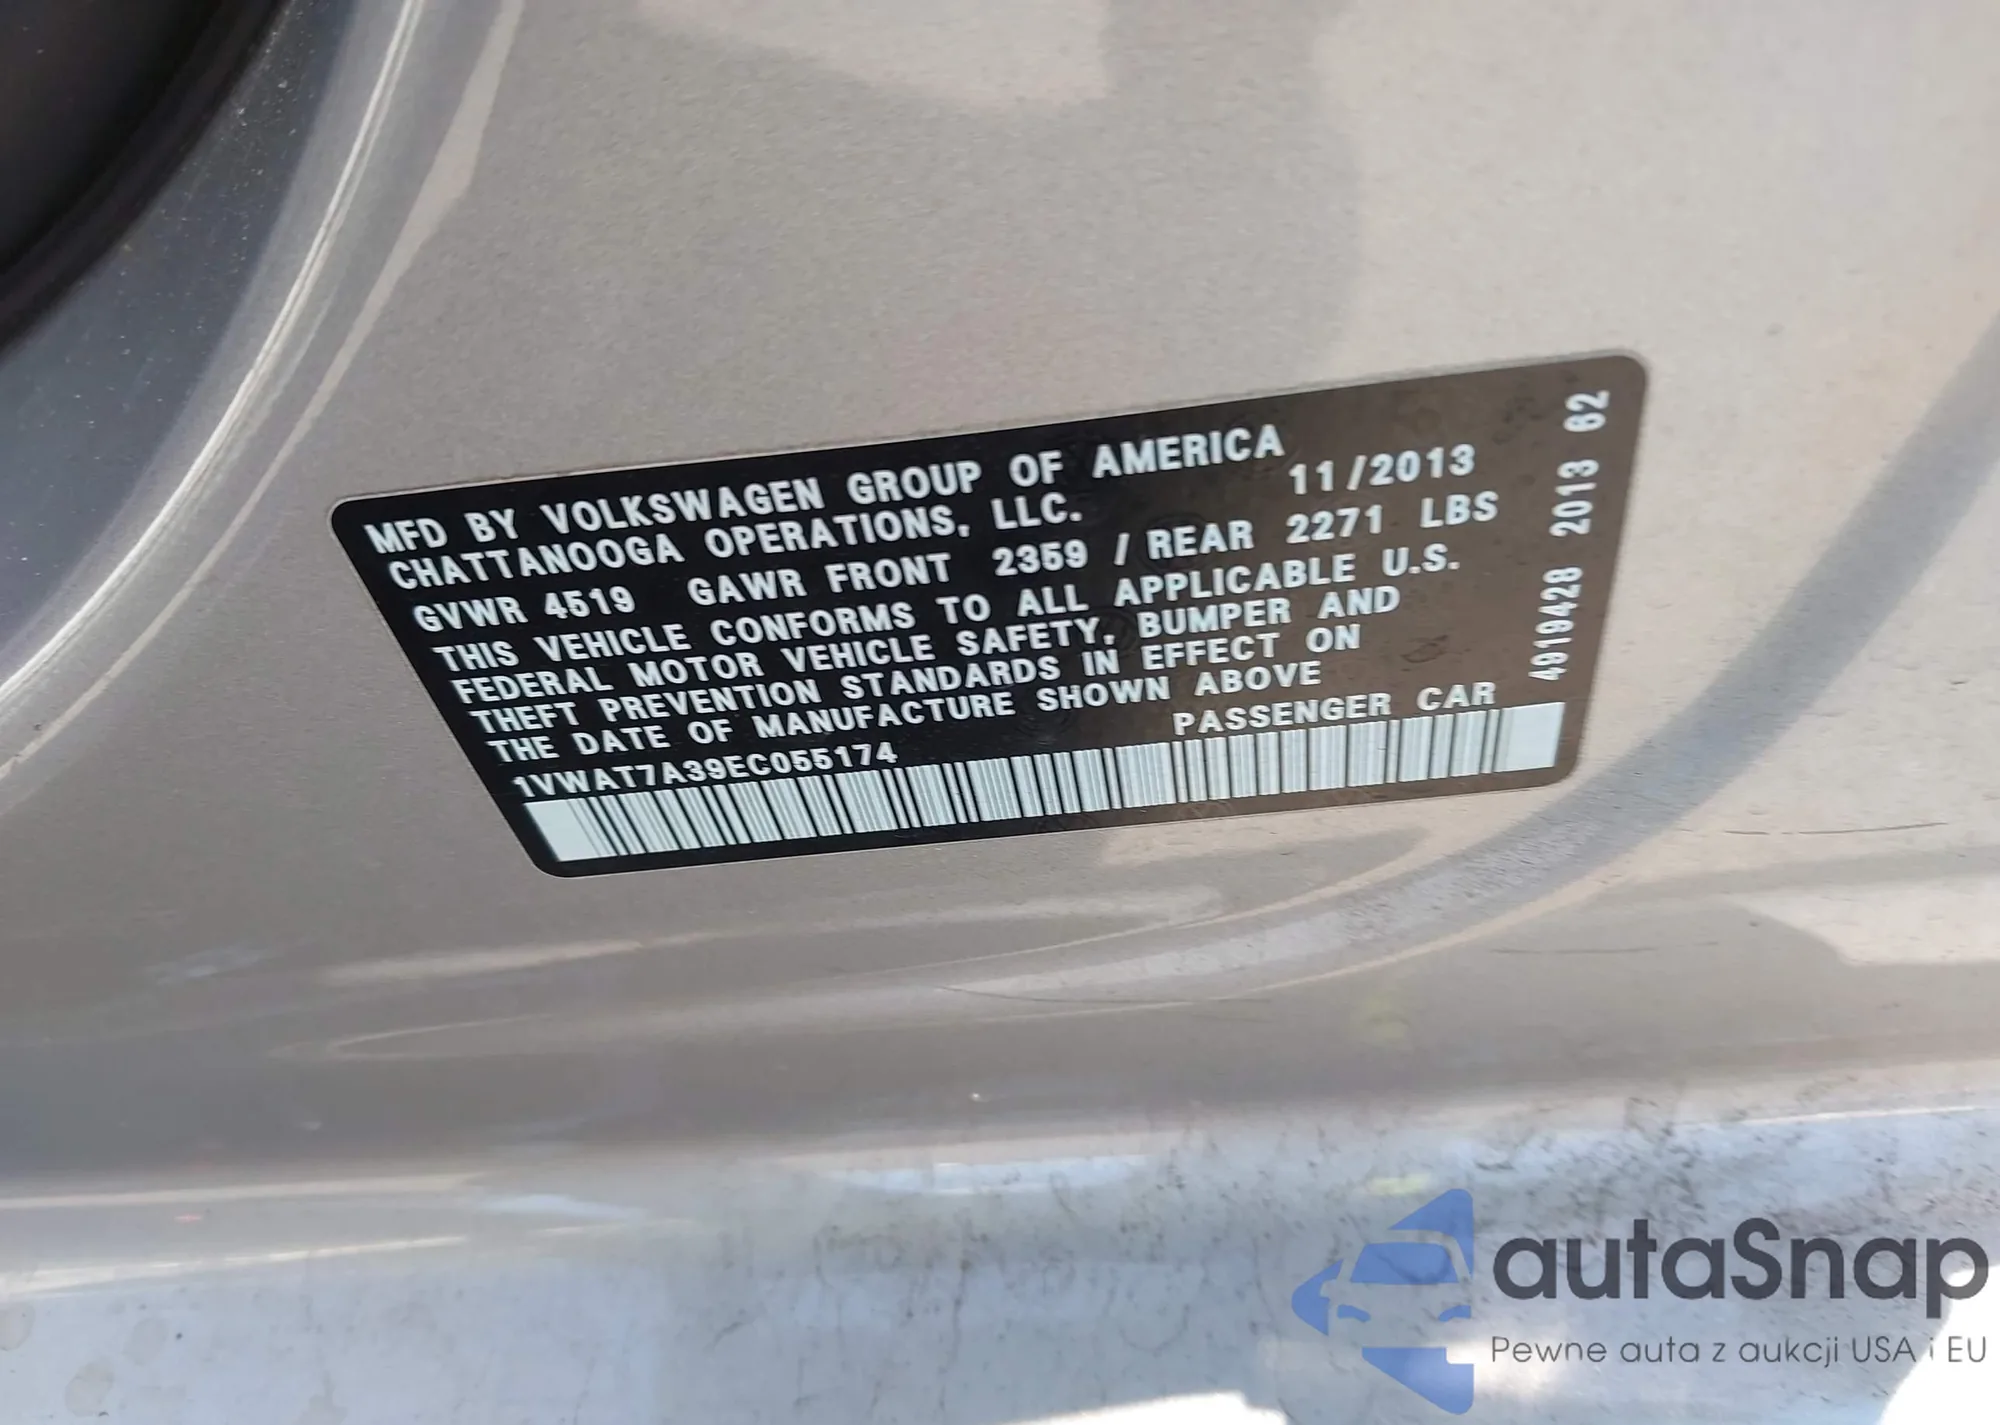 MFD BY VOLKSWAGEN GROUP OF AMERICA
CHATTANOOGA OPERATIONS, LLC. 11/2013
GVWR 4519 GAWR FRONT 2359 / REAR 2271 LBS
THIS VEHICLE CONFORMS TO ALL APPLICABLE U.S.
FEDERAL MOTOR VEHICLE SAFETY, BUMPER AND
THEFT PREVENTION STANDARDS IN EFFECT ON
THE DATE OF MANUFACTURE SHOWN ABOVE
1VWAT7A39EC055174 PASSENGER CAR
4919428 2013 62
autaSnap
Pewne auta z aukcji USA i EU